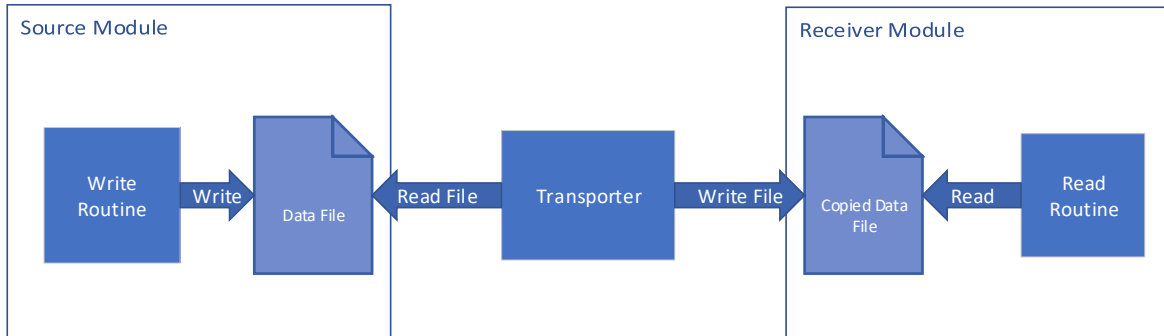 Source Module
Receiver Module
Write
Routine
Write
Data File
Read File
Transporter
Write File
Copied Data
File
Read
Read
Routine